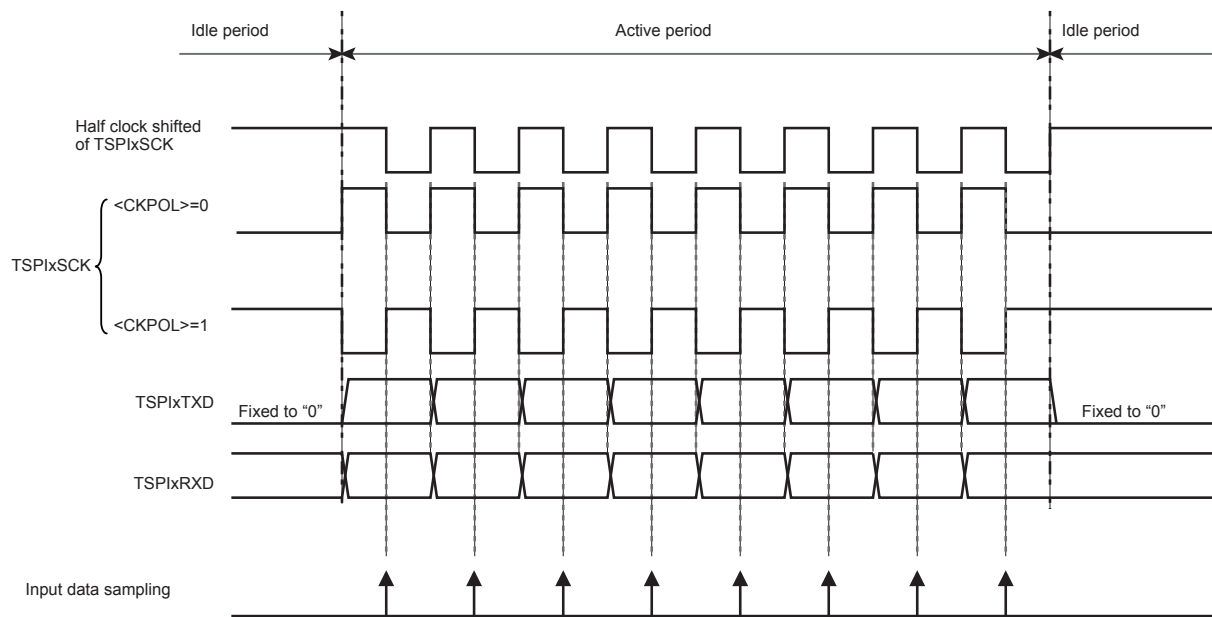 Idle period
Active period
Idle period
Half clock shifted
of TSPIxSCK
<CKPOL>=0
TSPIxSCK
<CKPOL>=1
TSPIxTXD
Fixed to “0”
Fixed to “0”
TSPIxRXD
Input data sampling